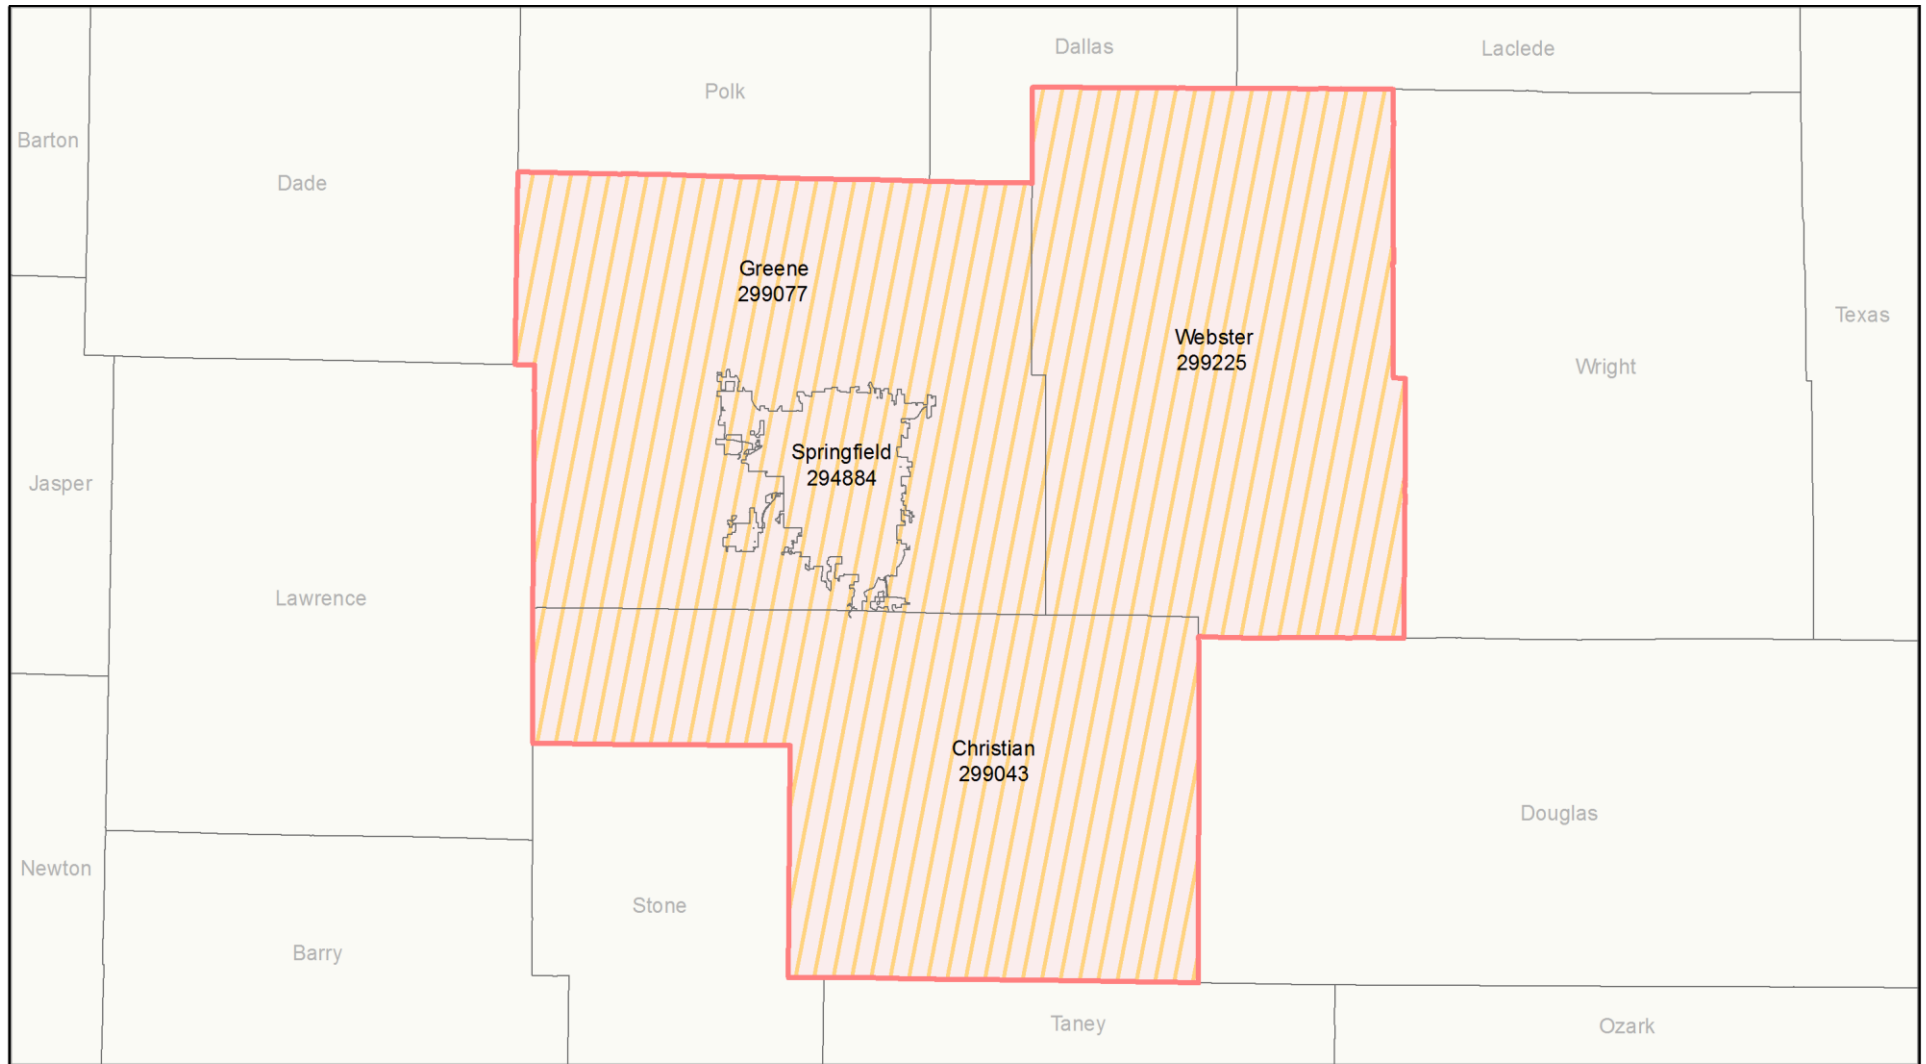 Dallas
Laclede
Polk
Barton
Dade
Greene
299077
Texas
Webster
299225
Wright
Springfield
294884
Jasper
Lawrence
Christian
299043
Douglas
Newton
Stone
Barry
Taney
Ozark